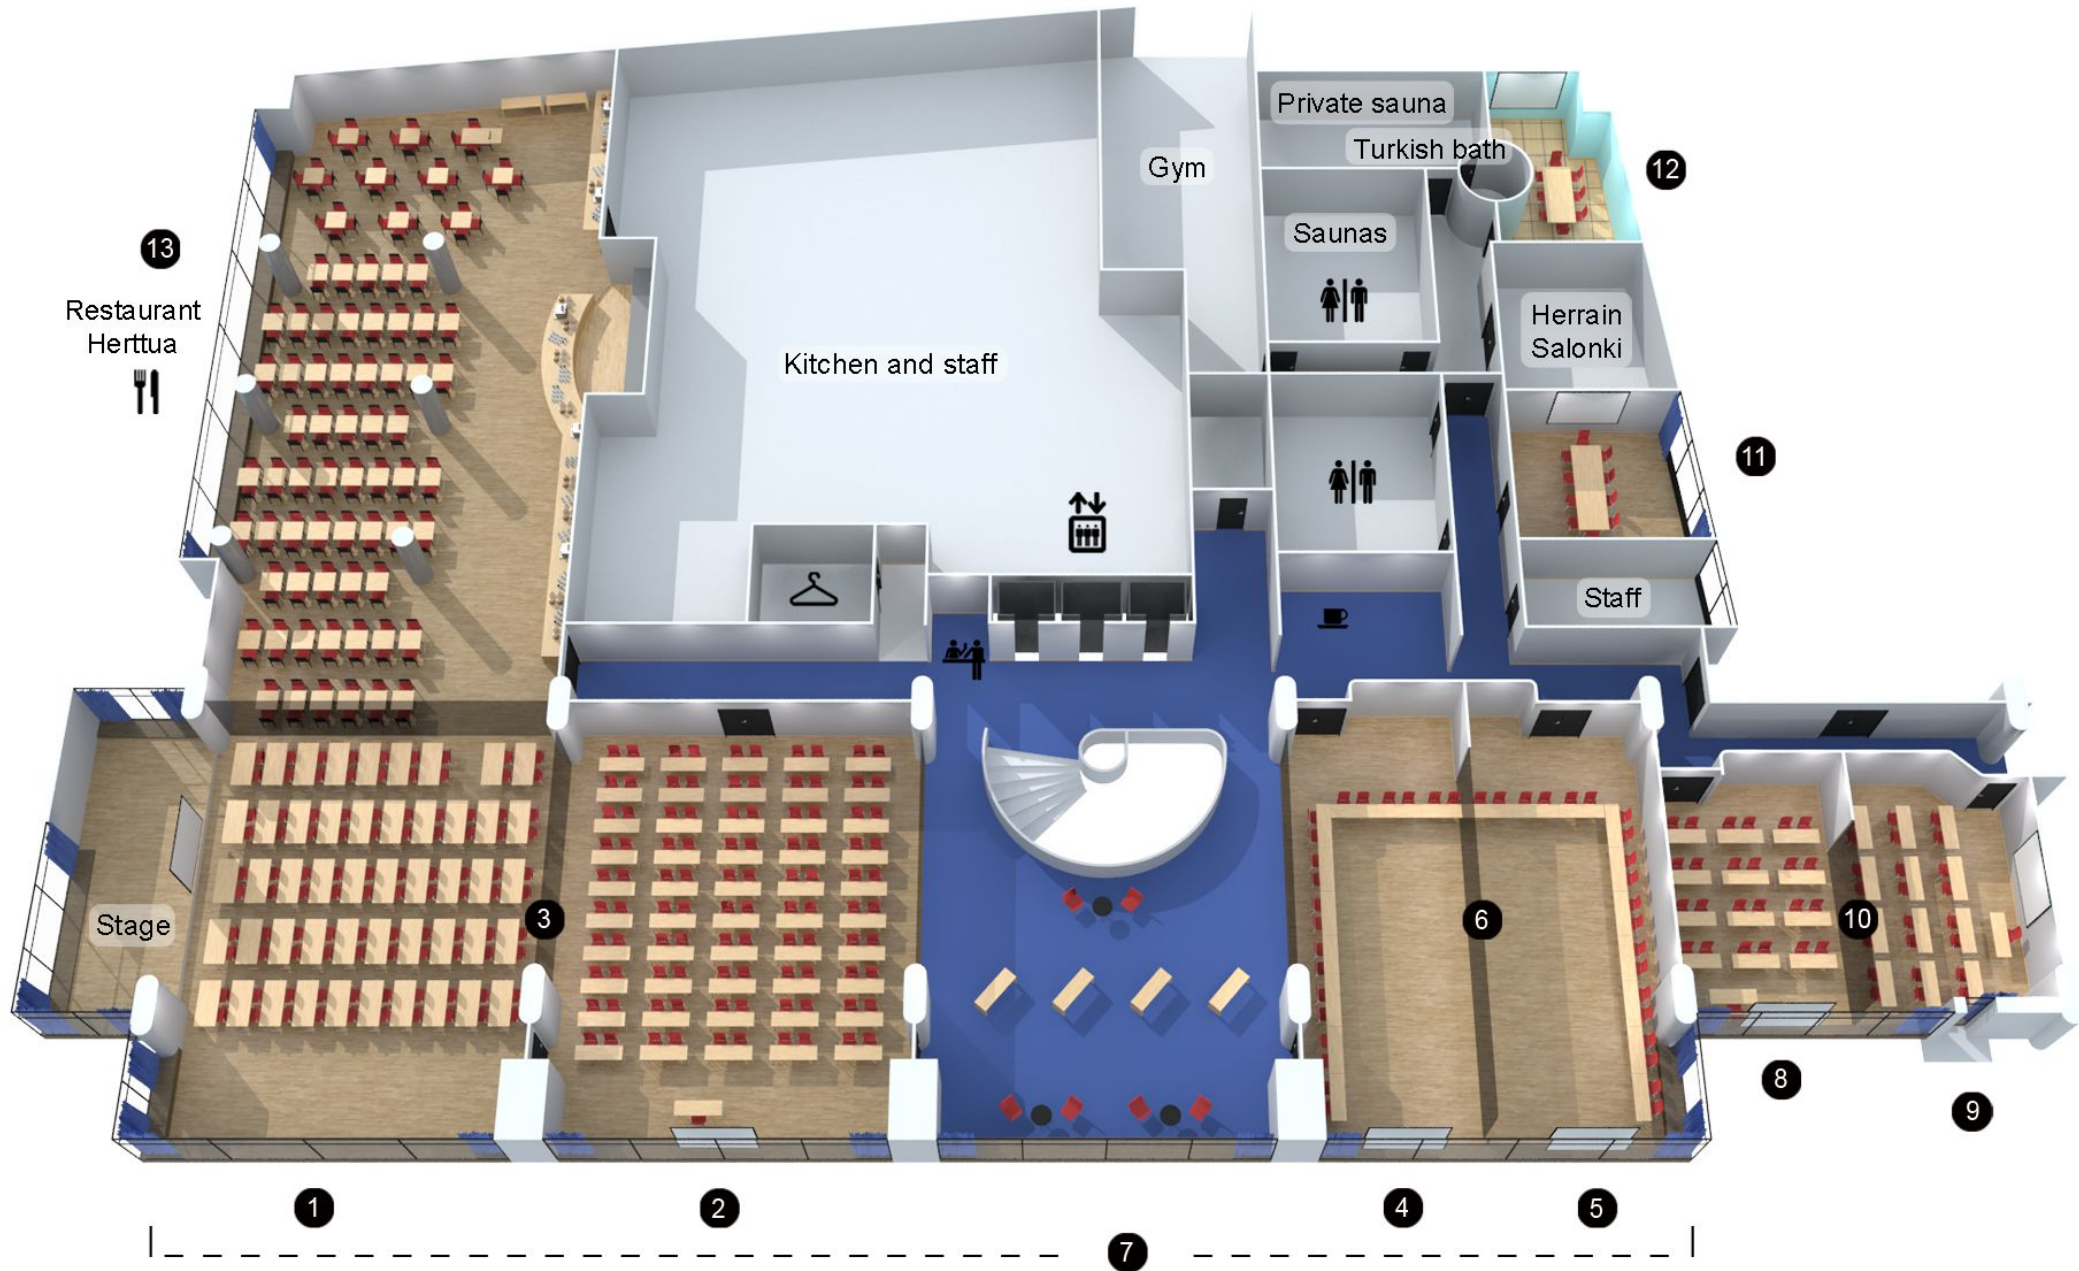 Private sauna
Turkish bath
Gym
12
Saunas
13
Restaurant
Herttua
Herrain
Salonki
Kitchen and staff
11
Staff
Stage
3
6
10
8
9
1
2
4
5
7